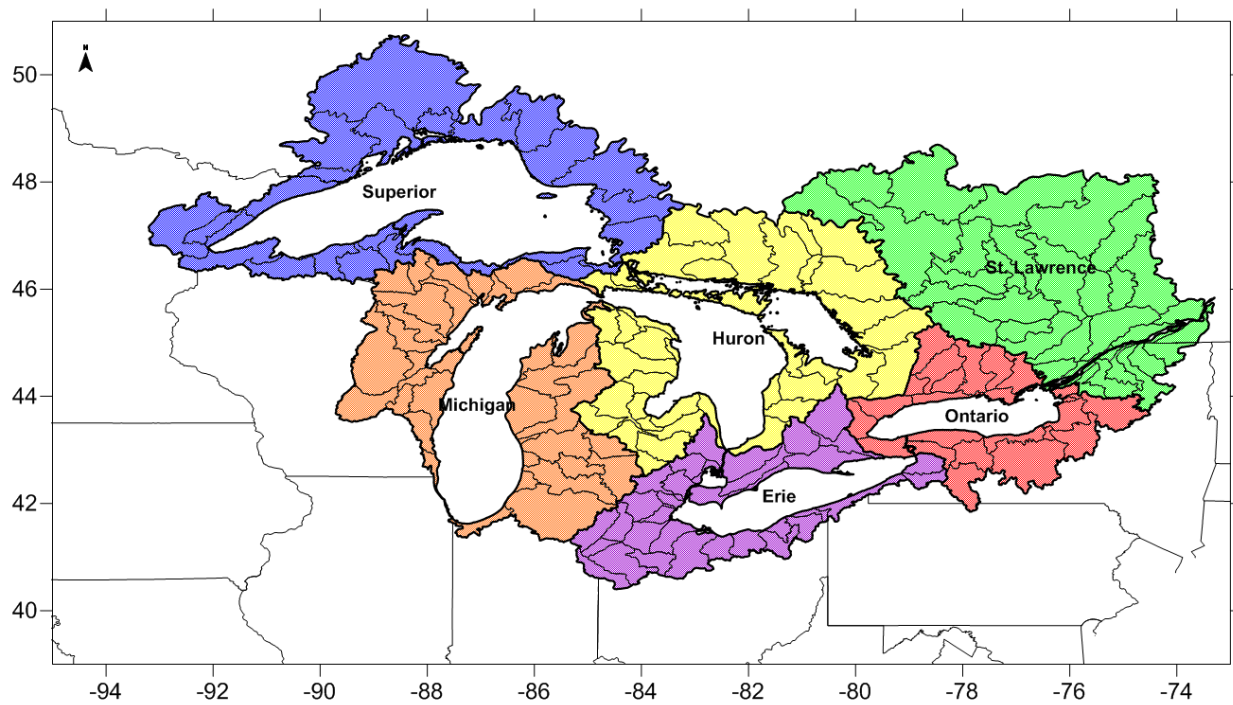 N
50
48
46
44
42
40
Superior
St. Lawrence
Huron
Michigan
Ontario
Erie
-94 -92 -90 -88 -86 -84 -82 -80 -78 -76 -74